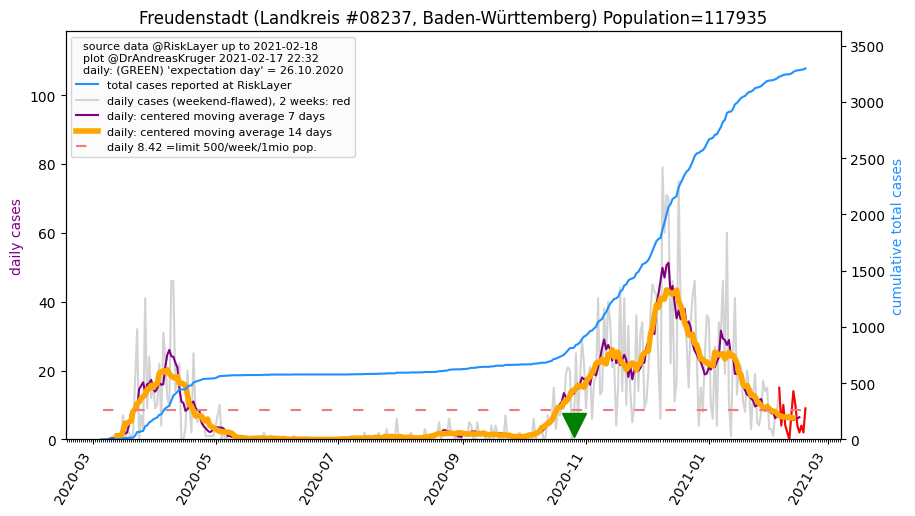 Freudenstadt (Landkreis #08237, Baden-Württemberg) Population=117935
source data @RiskLayer up to 2021-02-18
plot @DrAndreasKruger 2021-02-17 22:32
daily: (GREEN) 'expectation day' = 26.10.2020
total cases reported at RiskLayer
daily cases (weekend-flawed), 2 weeks: red
daily: centered moving average 7 days
daily: centered moving average 14 days
daily 8.42 =limit 500/week/1mio pop.
daily cases
100
80
60
40
20
0
cumulative total cases
3500
3000
2500
2000
1500
1000
500
0
2020-03
2020-05
2020-07
2020-09
2020-11
2021-01
2021-03